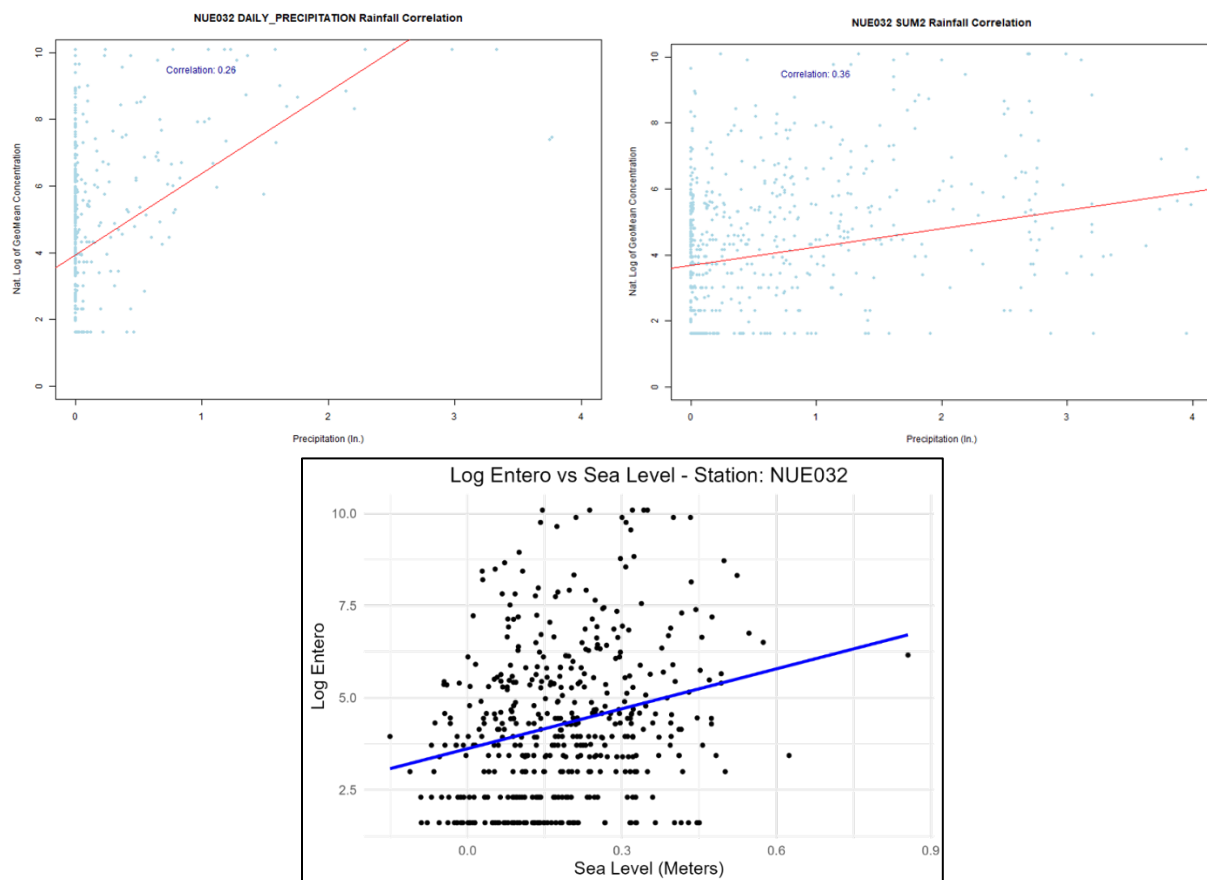 NUE032 DAILY_PRECIPITATION Rainfall Correlation
Correlation: 0.26
Nat. Log of GeoMean Concentration
10
8
6
4
2
0
0 1 2 3 4
Precipitation (In.)
NUE032 SUM2 Rainfall Correlation
Correlation: 0.36
Nat. Log of GeoMean Concentration
10
8
6
4
2
0
0 1 2 3 4
Precipitation (In.)
Log Entero vs Sea Level - Station: NUE032
Log Entero
10.0
7.5
5.0
2.5
0.0 0.3 0.6 0.9
Sea Level (Meters)